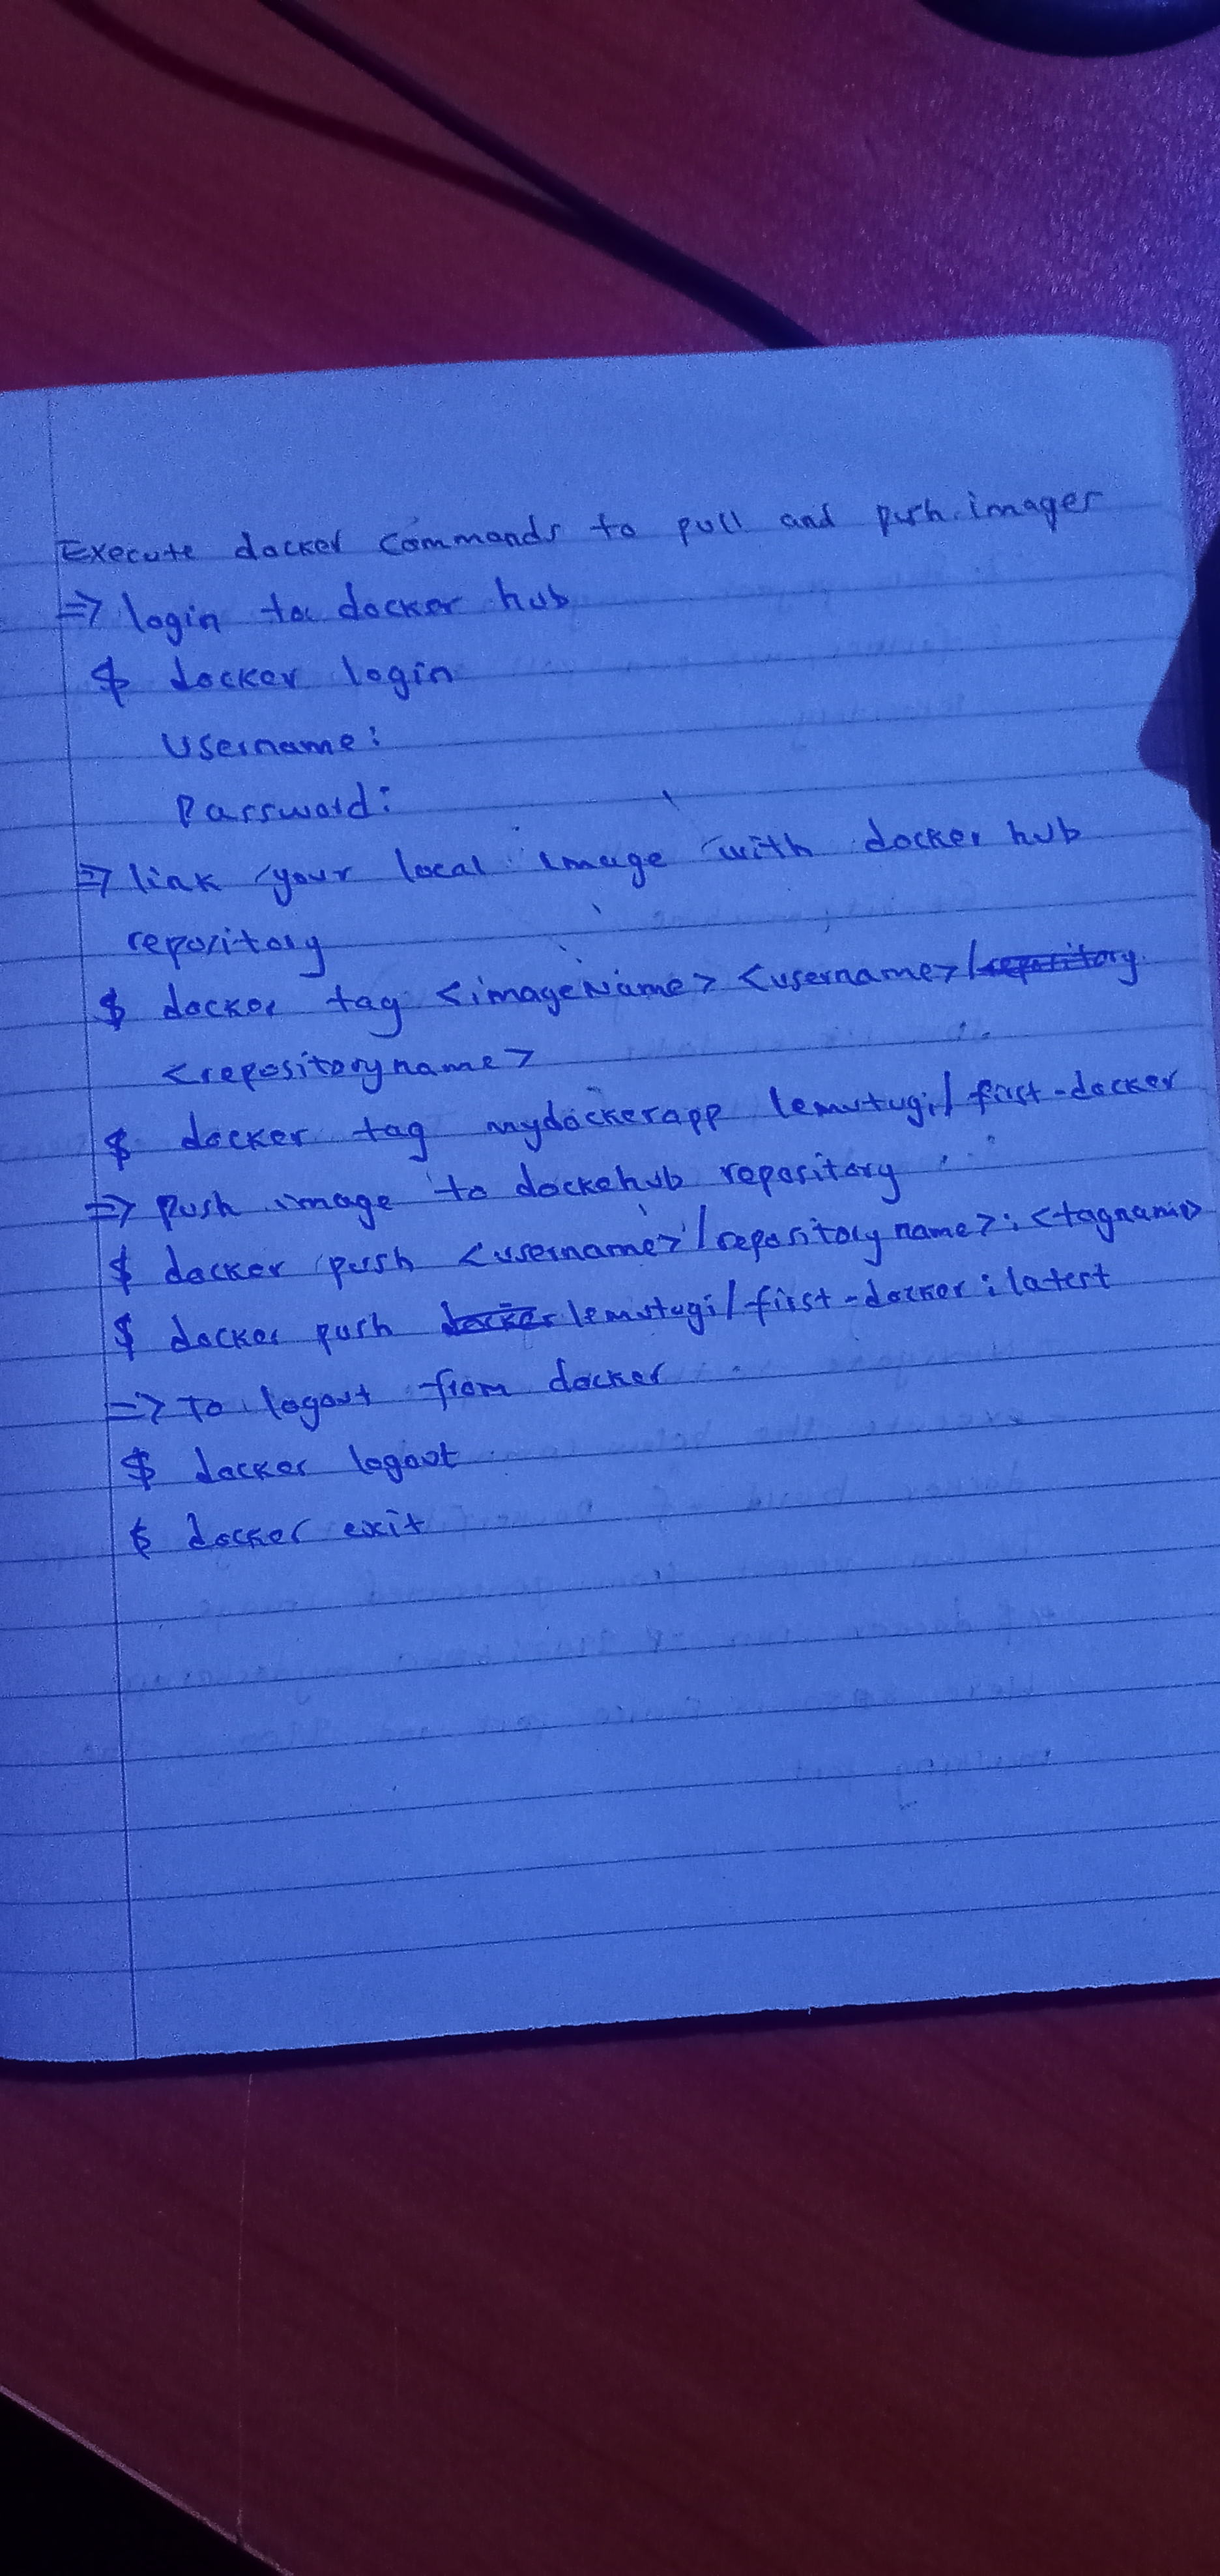 Execute docker commands to pull and push images
=> login to docker hub
$ docker login
Username:
Password:
=> link your local image with docker hub
repository
$ docker tag <imageName> <username>/repository
<repositoryname>
$ docker tag mydockerapp lemutugi/first-docker
=> Push image to dockehub repository
$ docker push <username>/repository name>:<tagname>
$ docker push docker lemutugi/first-docker:latest
=> To logout from docker
$ docker logout
$ docker exit